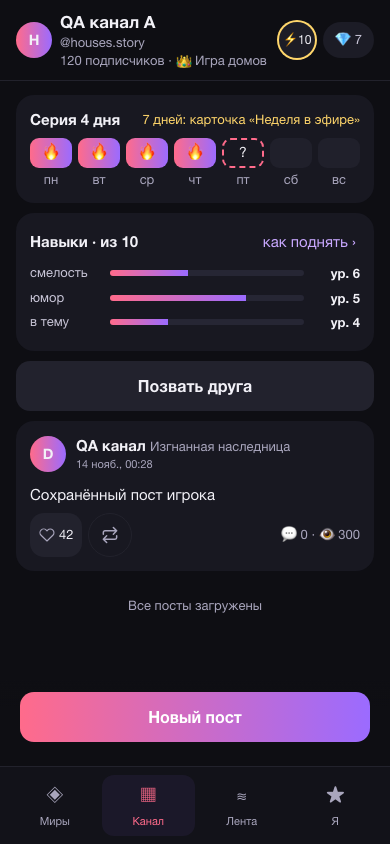 H
QA канал A
@houses.story
120 подписчиков · 👑 Игра домов
⚡10
💎 7
Серия 4 дня
7 дней: карточка «Неделя в эфире»
🔥 🔥 🔥 🔥 ?
пн вт ср чт пт сб вс
Навыки · из 10
как поднять ›
смелость ур. 6
юмор ур. 5
в тему ур. 4
Позвать друга
D
QA канал Изгнанная наследница
14 нояб., 00:28
Сохранённый пост игрока
42
💬 0 · 👁 300
Все посты загружены
Новый пост
Миры Канал Лента Я